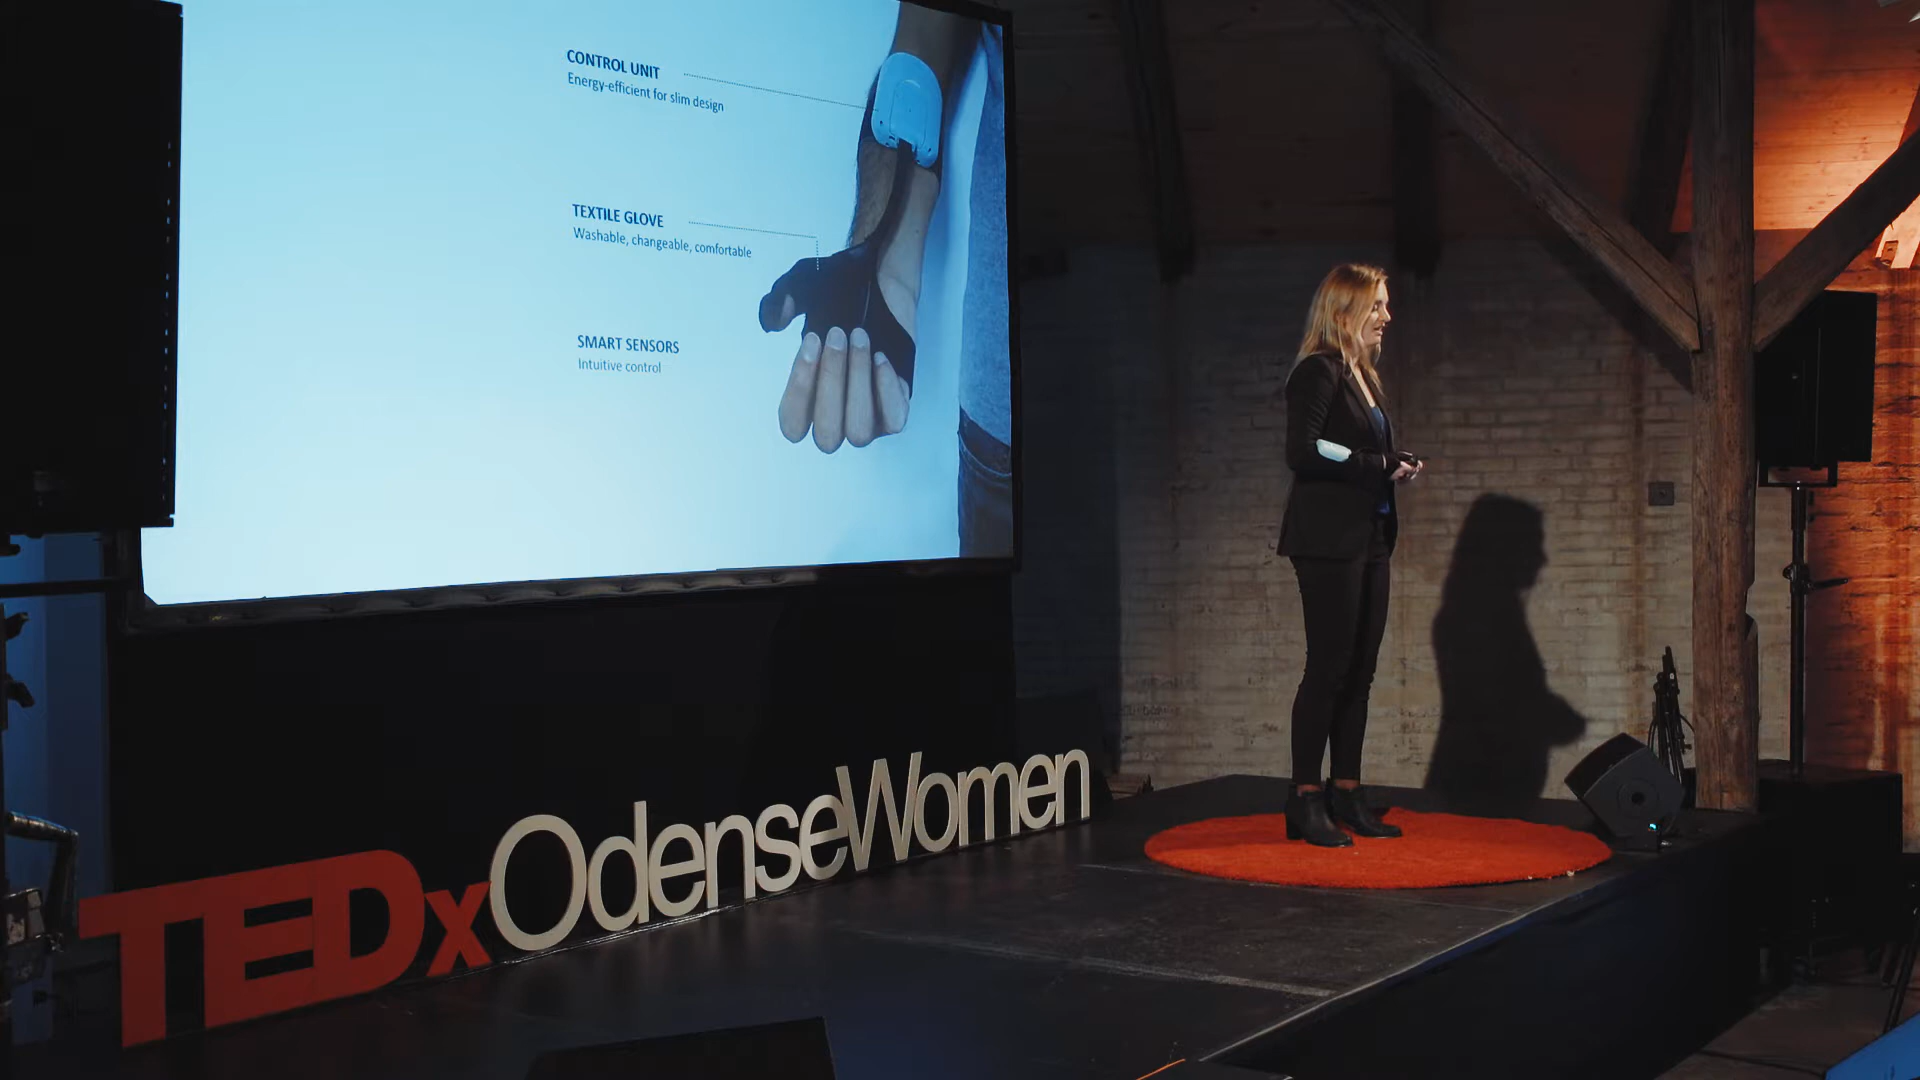 CONTROL UNIT
Energy-efficient for slim design
TEXTILE GLOVE
Washable, changeable, comfortable
SMART SENSORS
Intuitive control
TEDxOdenseWomen